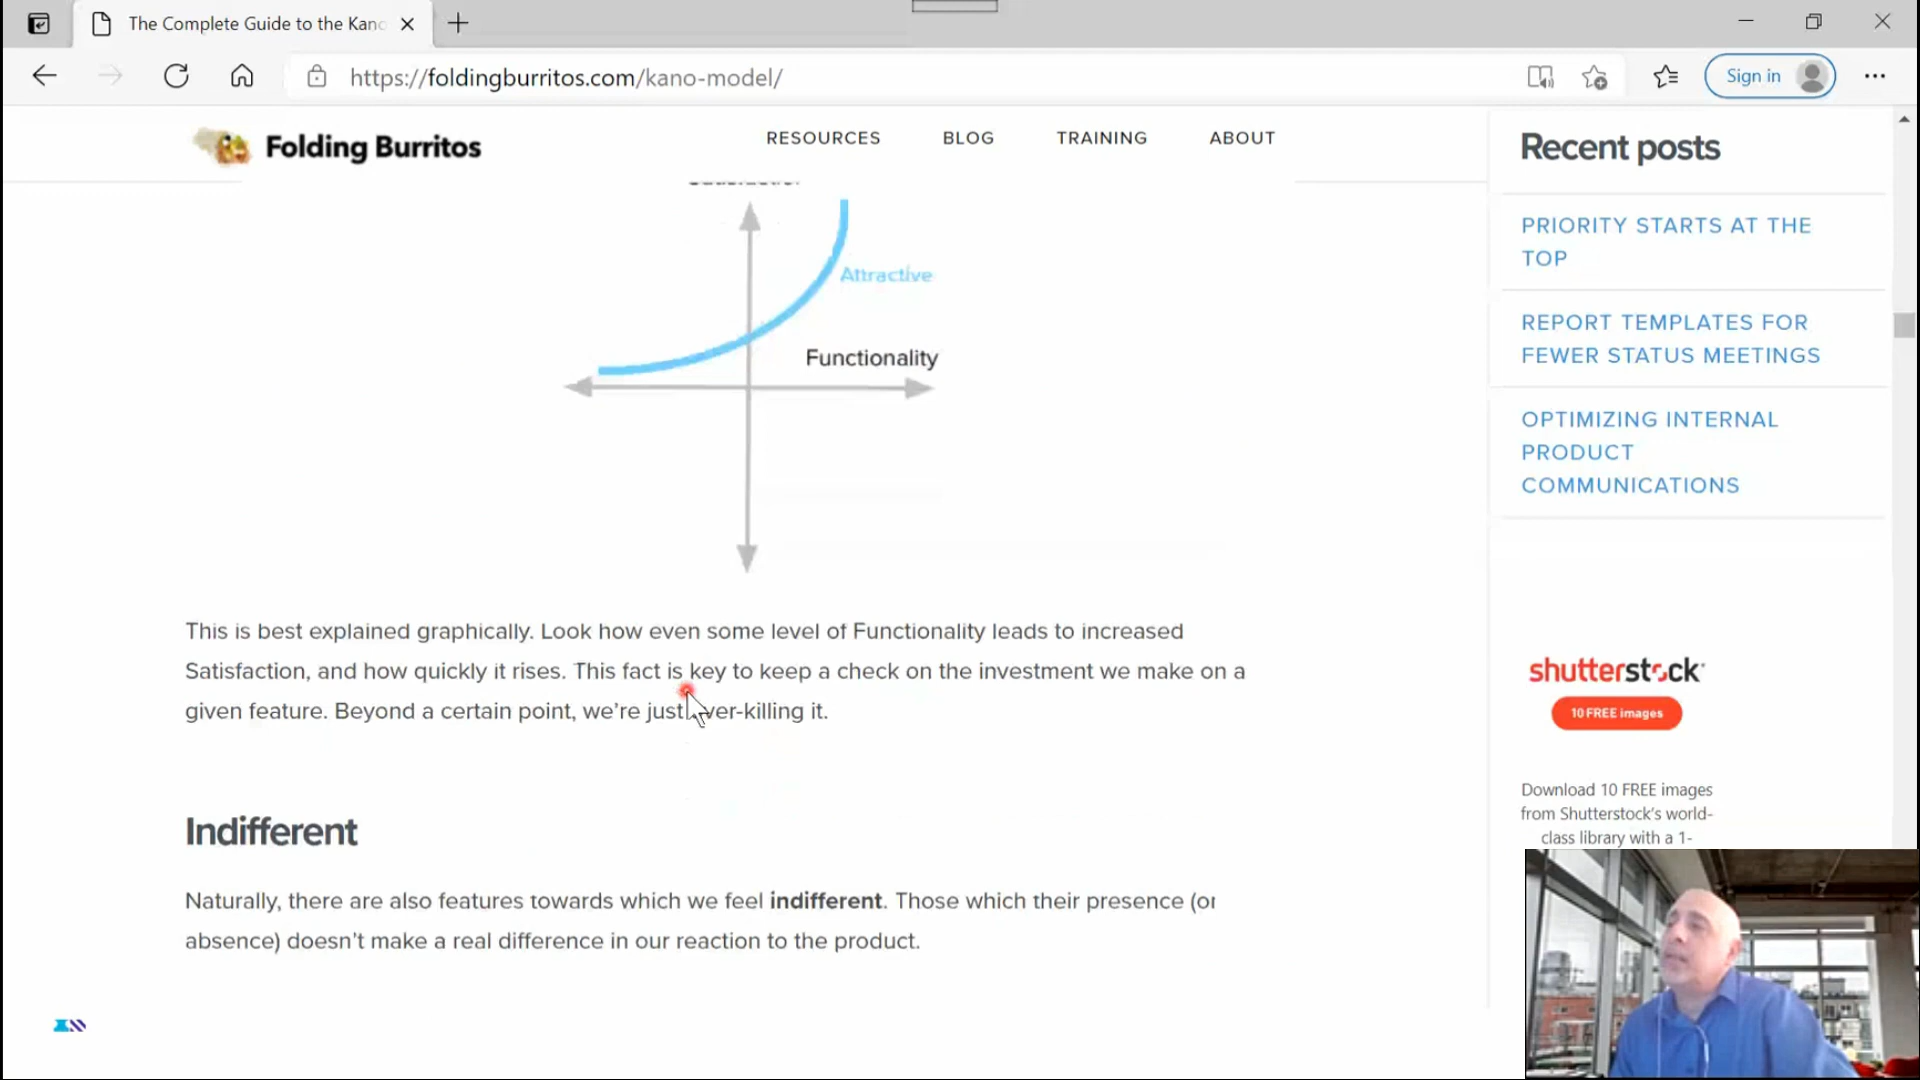 The Complete Guide to the Kano
https://foldingburritos.com/kano-model/
Sign in
Folding Burritos
RESOURCES
BLOG
TRAINING
ABOUT
Attractive
Functionality
This is best explained graphically. Look how even some level of Functionality leads to increased
Satisfaction, and how quickly it rises. This fact is key to keep a check on the investment we make on a
given feature. Beyond a certain point, we're just ver-killing it.
Indifferent
Naturally, there are also features towards which we feel indifferent. Those which their presence (or
absence) doesn't make a real difference in our reaction to the product.
Recent posts
PRIORITY STARTS AT THE
TOP
REPORT TEMPLATES FOR
FEWER STATUS MEETINGS
OPTIMIZING INTERNAL
PRODUCT
COMMUNICATIONS
shutterstock
10 FREE images
Download 10 FREE images
from Shutterstock's world-
class library with a 1-